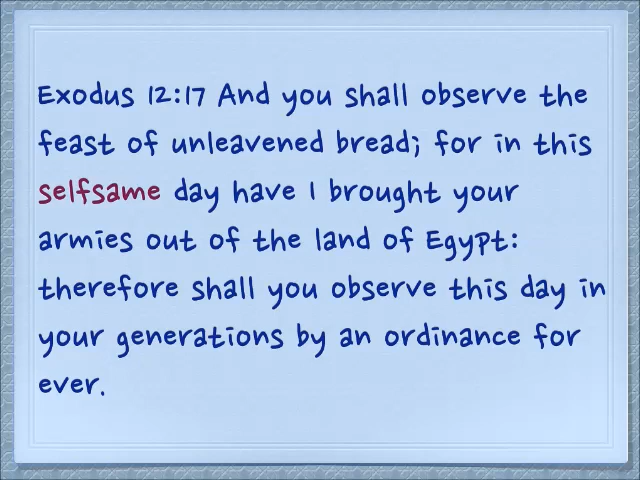 Exodus 12:17 And you shall observe the
feast of unleavened bread; for in this
selfsame day have I brought your
armies out of the land of Egypt:
therefore shall you observe this day in
your generations by an ordinance for
ever.